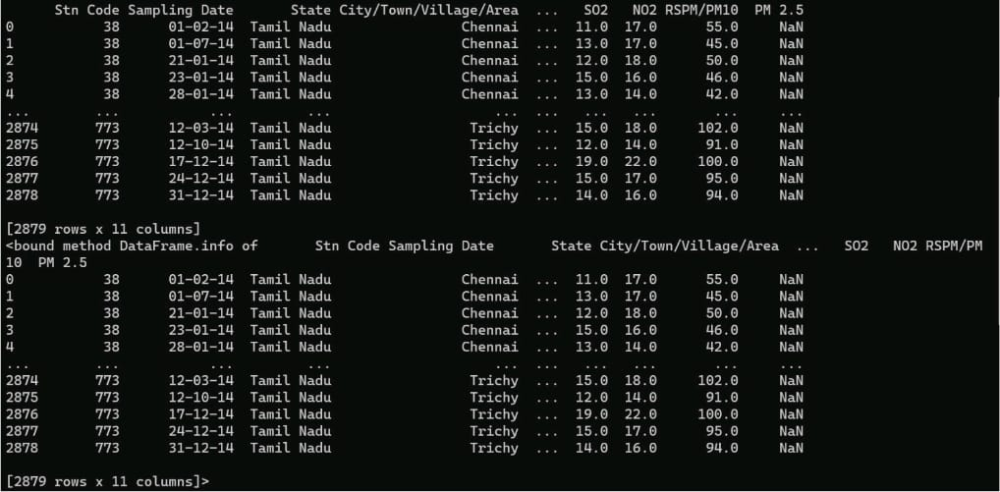 Stn Code Sampling Date       State City/Town/Village/Area  ...   SO2   NO2 RSPM/PM10  PM 2.5
0          38      01-02-14  Tamil Nadu                Chennai  ...  11.0  17.0      55.0     NaN
1          38      01-07-14  Tamil Nadu                Chennai  ...  13.0  17.0      45.0     NaN
2          38      21-01-14  Tamil Nadu                Chennai  ...  12.0  18.0      50.0     NaN
3          38      23-01-14  Tamil Nadu                Chennai  ...  15.0  16.0      46.0     NaN
4          38      28-01-14  Tamil Nadu                Chennai  ...  13.0  14.0      42.0     NaN
...       ...           ...         ...                    ...  ...   ...   ...       ...     ...
2874      773      12-03-14  Tamil Nadu                 Trichy  ...  15.0  18.0     102.0     NaN
2875      773      12-10-14  Tamil Nadu                 Trichy  ...  12.0  14.0      91.0     NaN
2876      773      17-12-14  Tamil Nadu                 Trichy  ...  19.0  22.0     100.0     NaN
2877      773      24-12-14  Tamil Nadu                 Trichy  ...  15.0  17.0      95.0     NaN
2878      773      31-12-14  Tamil Nadu                 Trichy  ...  14.0  16.0      94.0     NaN
[2879 rows x 11 columns]
<bound method DataFrame.info of       Stn Code Sampling Date       State City/Town/Village/Area  ...   SO2   NO2 RSPM/PM
10  PM 2.5
0          38      01-02-14  Tamil Nadu                Chennai  ...  11.0  17.0      55.0     NaN
1          38      01-07-14  Tamil Nadu                Chennai  ...  13.0  17.0      45.0     NaN
2          38      21-01-14  Tamil Nadu                Chennai  ...  12.0  18.0      50.0     NaN
3          38      23-01-14  Tamil Nadu                Chennai  ...  15.0  16.0      46.0     NaN
4          38      28-01-14  Tamil Nadu                Chennai  ...  13.0  14.0      42.0     NaN
...       ...           ...         ...                    ...  ...   ...   ...       ...     ...
2874      773      12-03-14  Tamil Nadu                 Trichy  ...  15.0  18.0     102.0     NaN
2875      773      12-10-14  Tamil Nadu                 Trichy  ...  12.0  14.0      91.0     NaN
2876      773      17-12-14  Tamil Nadu                 Trichy  ...  19.0  22.0     100.0     NaN
2877      773      24-12-14  Tamil Nadu                 Trichy  ...  15.0  17.0      95.0     NaN
2878      773      31-12-14  Tamil Nadu                 Trichy  ...  14.0  16.0      94.0     NaN
[2879 rows x 11 columns]>